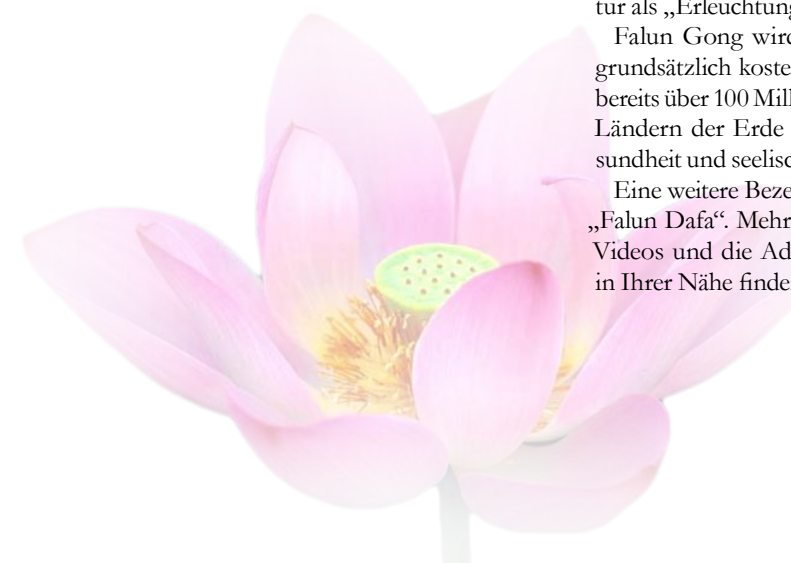 tur als „Erleuchtung
Falun Gong wird
grundsätzlich koste
bereits über 100 Mill
Ländern der Erde
sundheit und seelisc
Eine weitere Beze
„Falun Dafa“. Mehr
Videos und die Ad
in Ihrer Nähe finde